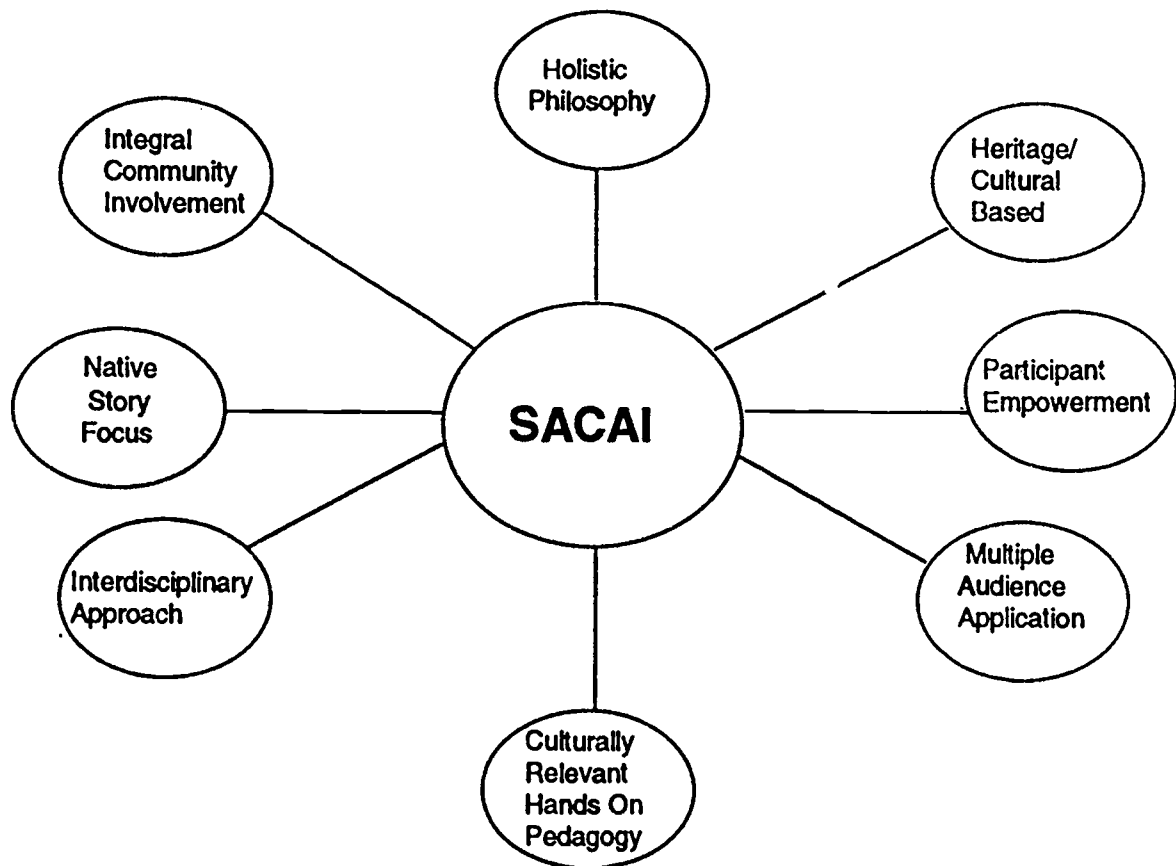 Holistic
Philosophy
Integral
Community
Involvement
Heritage/
Cultural
Based
Native
Story
Focus
SACAI
Participant
Empowerment
Interdisciplinary
Approach
Multiple
Audience
Application
Culturally
Relevant
Hands On
Pedagogy